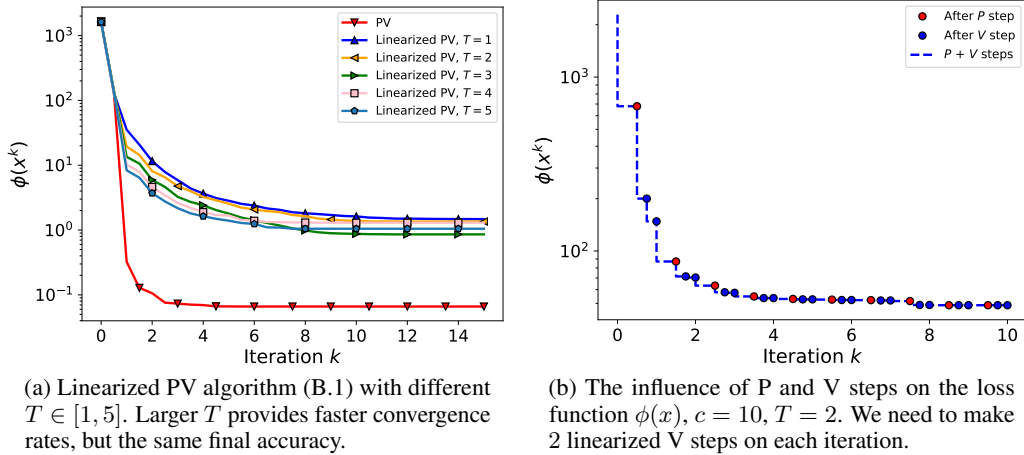 10³
10²
10¹
10⁰
10⁻¹
ϕ(xᵏ)
0 2 4 6 8 10 12 14
Iteration k
PV
Linearized PV, T = 1
Linearized PV, T = 2
Linearized PV, T = 3
Linearized PV, T = 4
Linearized PV, T = 5
(a) Linearized PV algorithm (B.1) with different
T ∈ [1, 5]. Larger T provides faster convergence
rates, but the same final accuracy.
10³
10²
ϕ(xᵏ)
0 2 4 6 8 10
Iteration k
After P step
After V step
P + V steps
(b) The influence of P and V steps on the loss
function ϕ(x), c = 10, T = 2. We need to make
2 linearized V steps on each iteration.